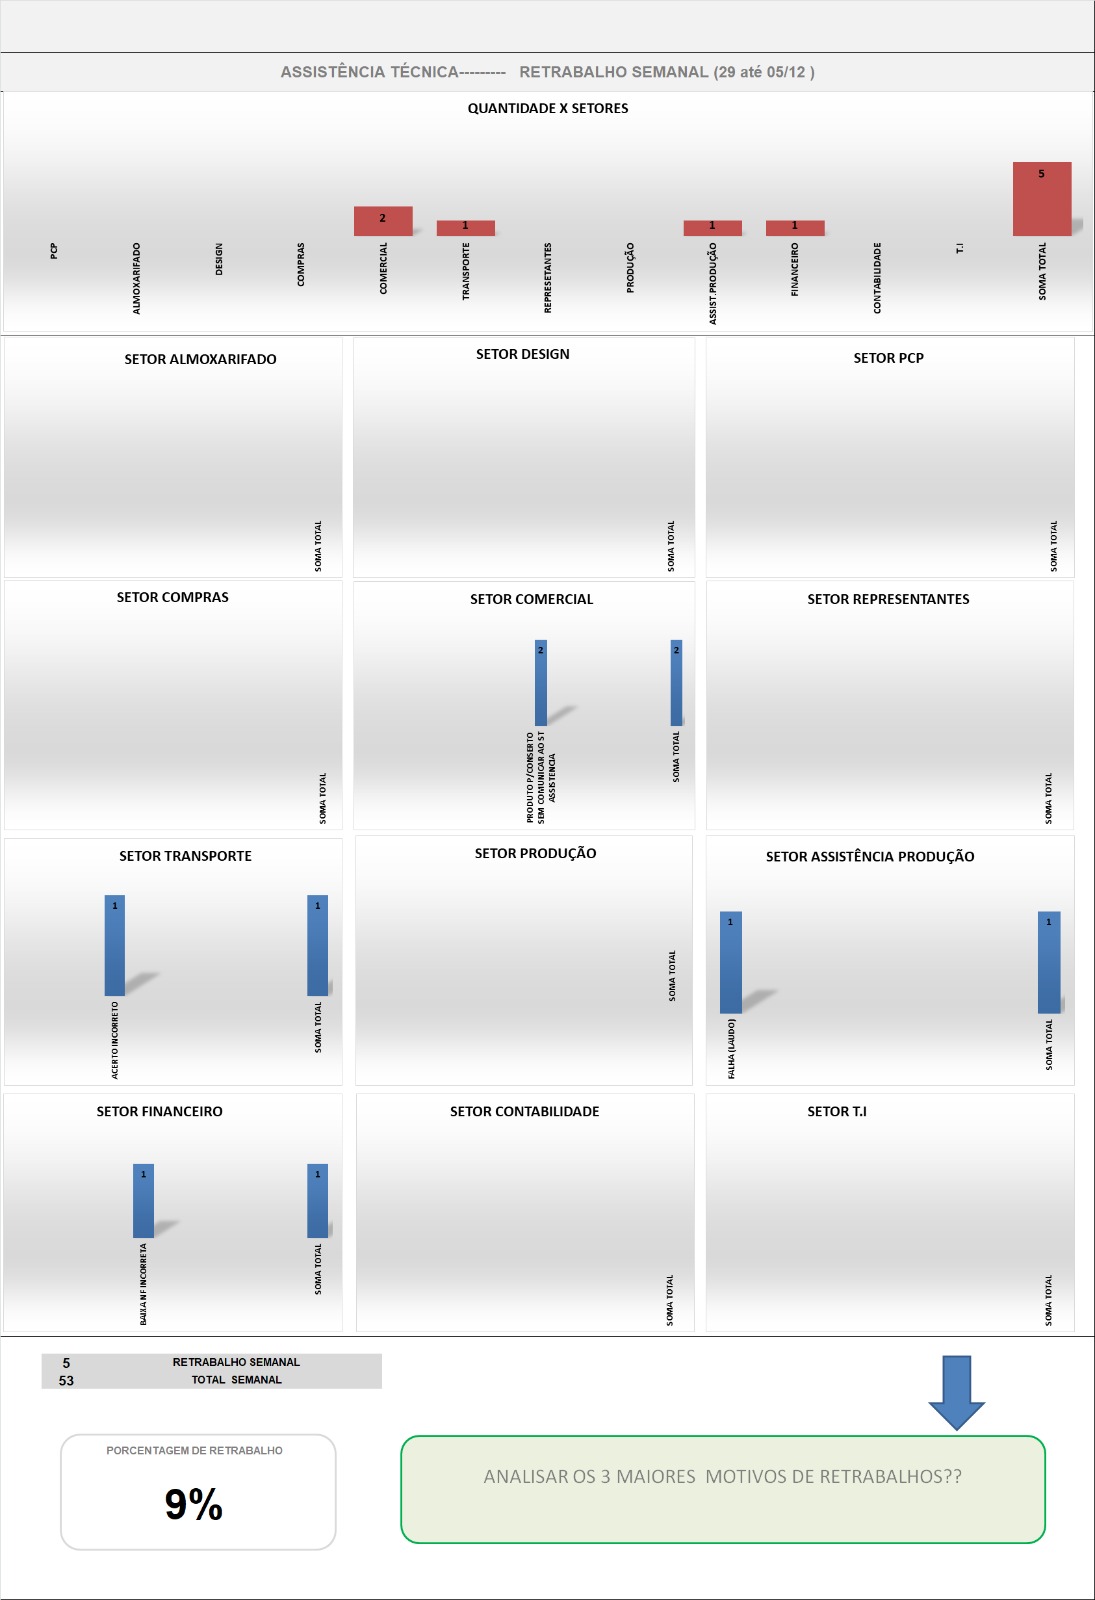 ASSISTÊNCIA TÉCNICA--------- RETRABALHO SEMANAL (29 até 05/12 )
QUANTIDADE X SETORES
5
2
1
1
1
PCP
ALMOXARIFADO
DESIGN
COMPRAS
COMERCIAL
TRANSPORTE
REPRESETANTES
PRODUÇÃO
ASSIST.PRODUÇÃO
FINANCEIRO
CONTABILIDADE
T.I
SOMA TOTAL
SETOR ALMOXARIFADO
SOMA TOTAL
SETOR DESIGN
SOMA TOTAL
SETOR PCP
SOMA TOTAL
SETOR COMPRAS
SOMA TOTAL
SETOR COMERCIAL
2
2
PRODUTO P/CONSERTO
SEM COMUNICAR AO ST
ASSISTENCIA
SOMA TOTAL
SETOR REPRESENTANTES
SOMA TOTAL
SETOR TRANSPORTE
1
1
ACERTO INCORRETO
SOMA TOTAL
SETOR PRODUÇÃO
SOMA TOTAL
SETOR ASSISTÊNCIA PRODUÇÃO
1
1
FALHA (LAUDO)
SOMA TOTAL
SETOR FINANCEIRO
1
1
BAIXA NF INCORRETA
SOMA TOTAL
SETOR CONTABILIDADE
SOMA TOTAL
SETOR T.I
SOMA TOTAL
5 RETRABALHO SEMANAL
53 TOTAL SEMANAL
PORCENTAGEM DE RETRABALHO
9%
ANALISAR OS 3 MAIORES MOTIVOS DE RETRABALHOS??